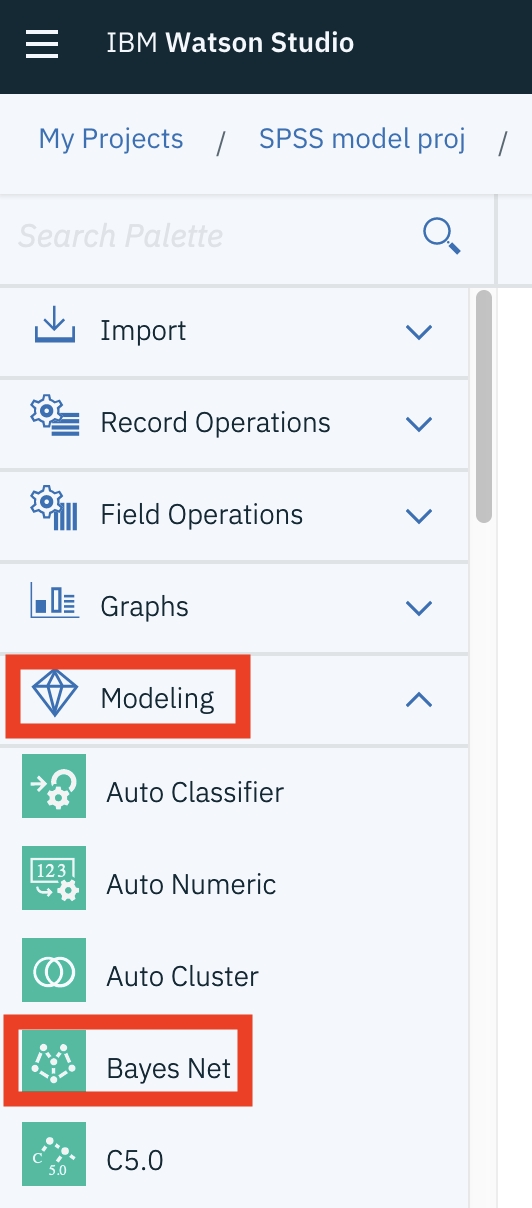 IBM Watson Studio
My Projects / SPSS model proj /
Search Palette
Import
Record Operations
Field Operations
Graphs
Modeling
Auto Classifier
123
Auto Numeric
Auto Cluster
Bayes Net
C 5.0
C5.0